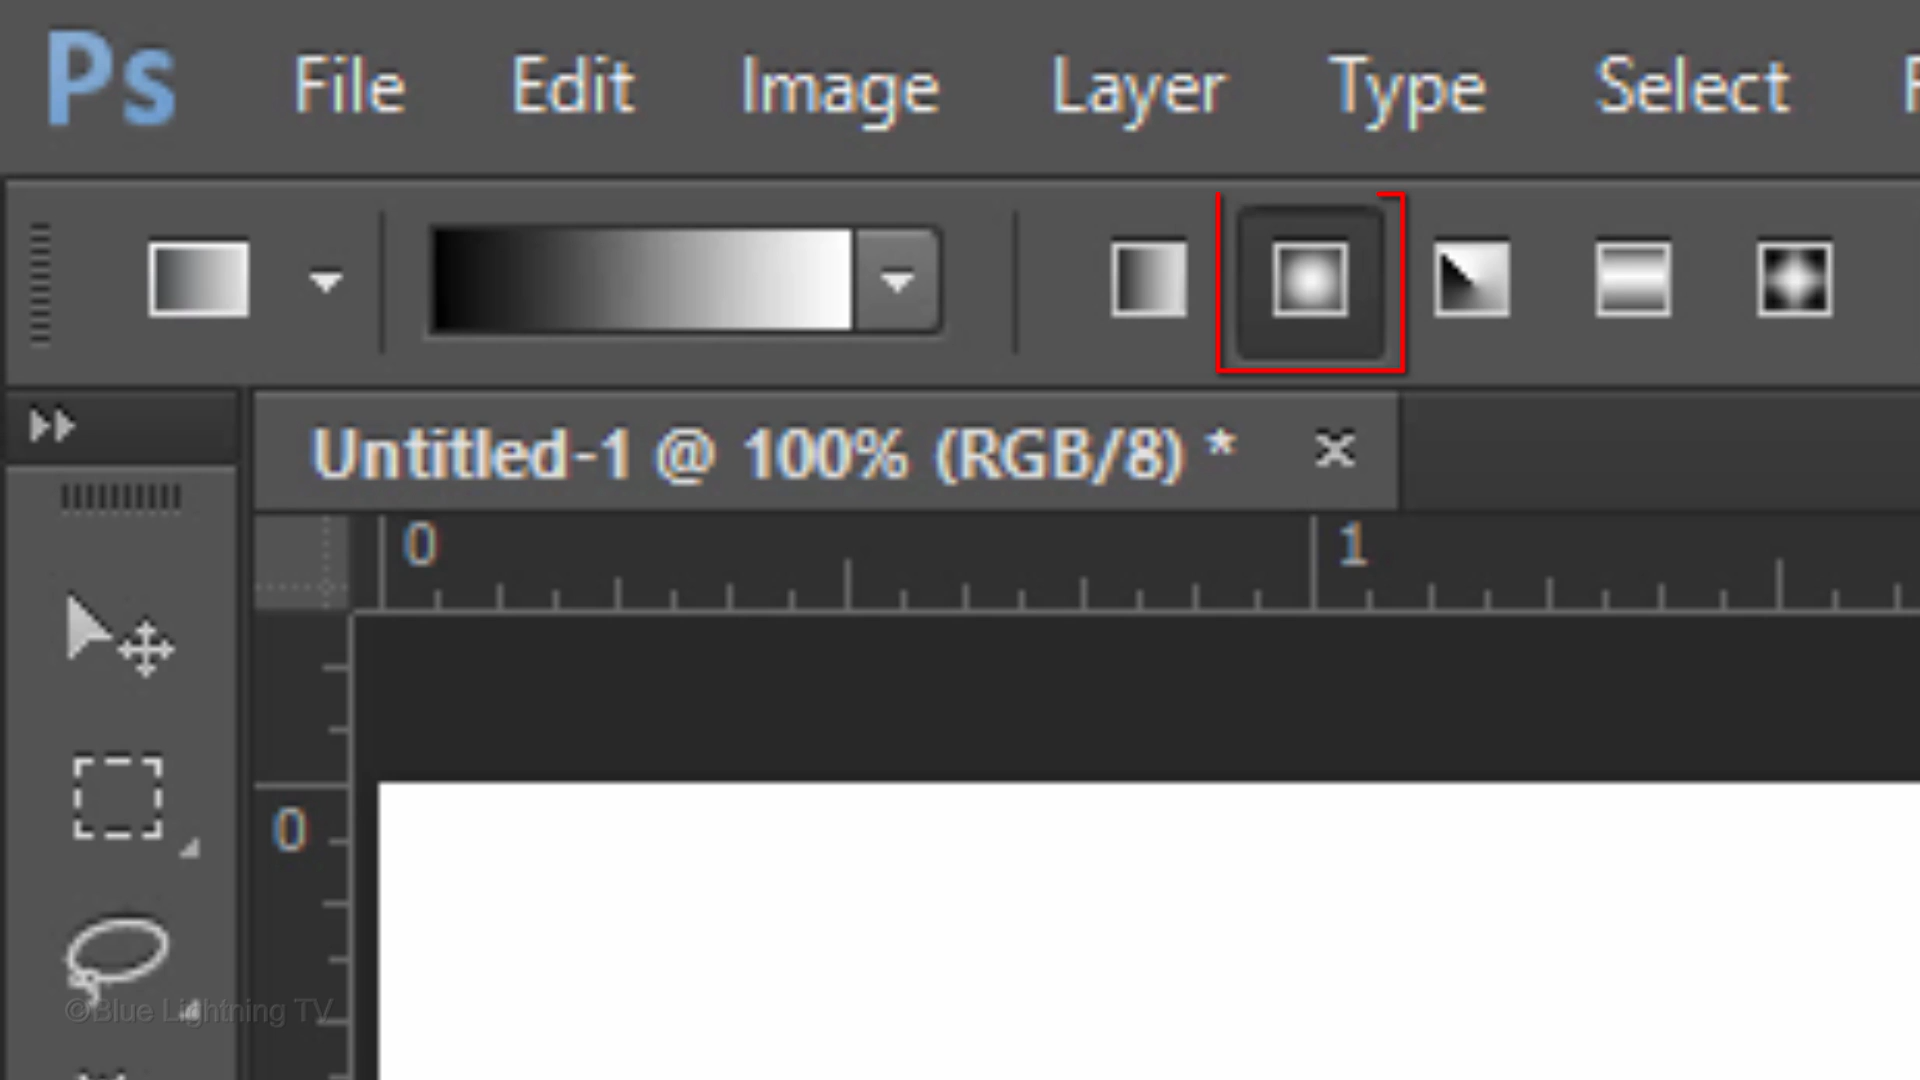 Ps File Edit Image Layer Type Select
Untitled-1 @ 100% (RGB/8) * ×
0 1
0
©Blue Lightning TV